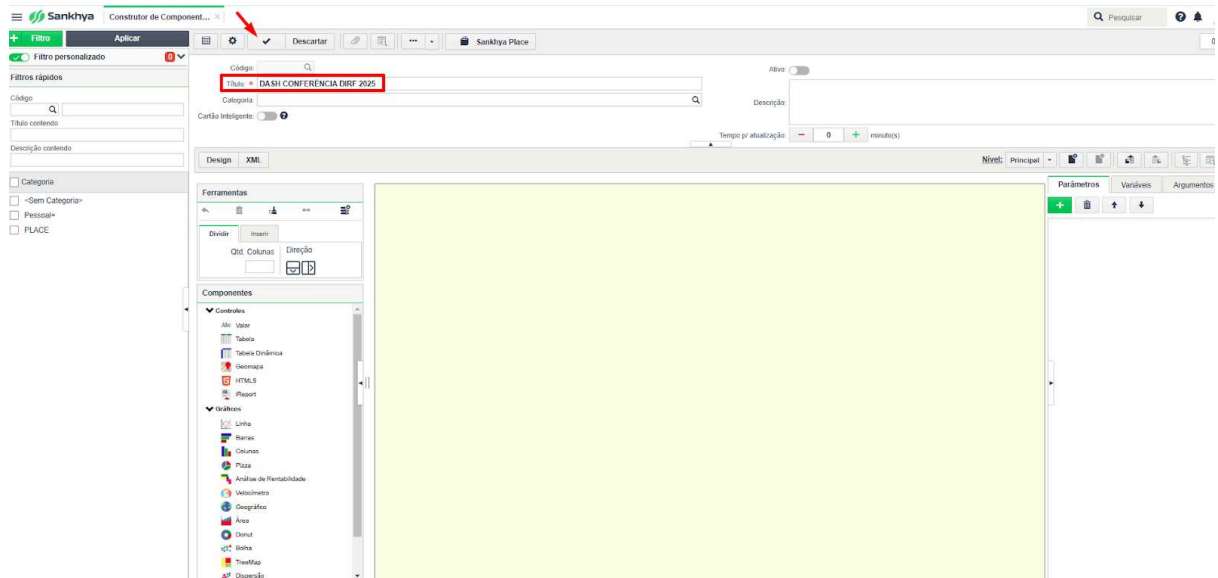 Sankhya Construtor de Component... × Pesquisar
+ Filtro Aplicar Descartar ... Sankhya Place 0
Filtro personalizado 0
Filtros rápidos
Código
Título contendo
Descrição contendo
Categoria
<Sem Categoria>
Pessoal+
PLACE
Código:
Título: * DASH CONFERÊNCIA DIRF 2025
Categoria:
Cartão Inteligente:
Ativo:
Descrição:
Tempo p/ atualização: − 0 + minuto(s)
Design XML Nível: Principal
Ferramentas
Dividir Inserir
Qtd. Colunas Direção
Componentes
Controles
Abc Valor
Tabela
Tabela Dinâmica
Geomapa
HTML5
iReport
Gráficos
Linha
Barras
Colunas
Pizza
Análise de Rentabilidade
Velocímetro
Geográfico
Área
Donut
Bolha
TreeMap
Dispersão
Parâmetros Variáveis Argumentos